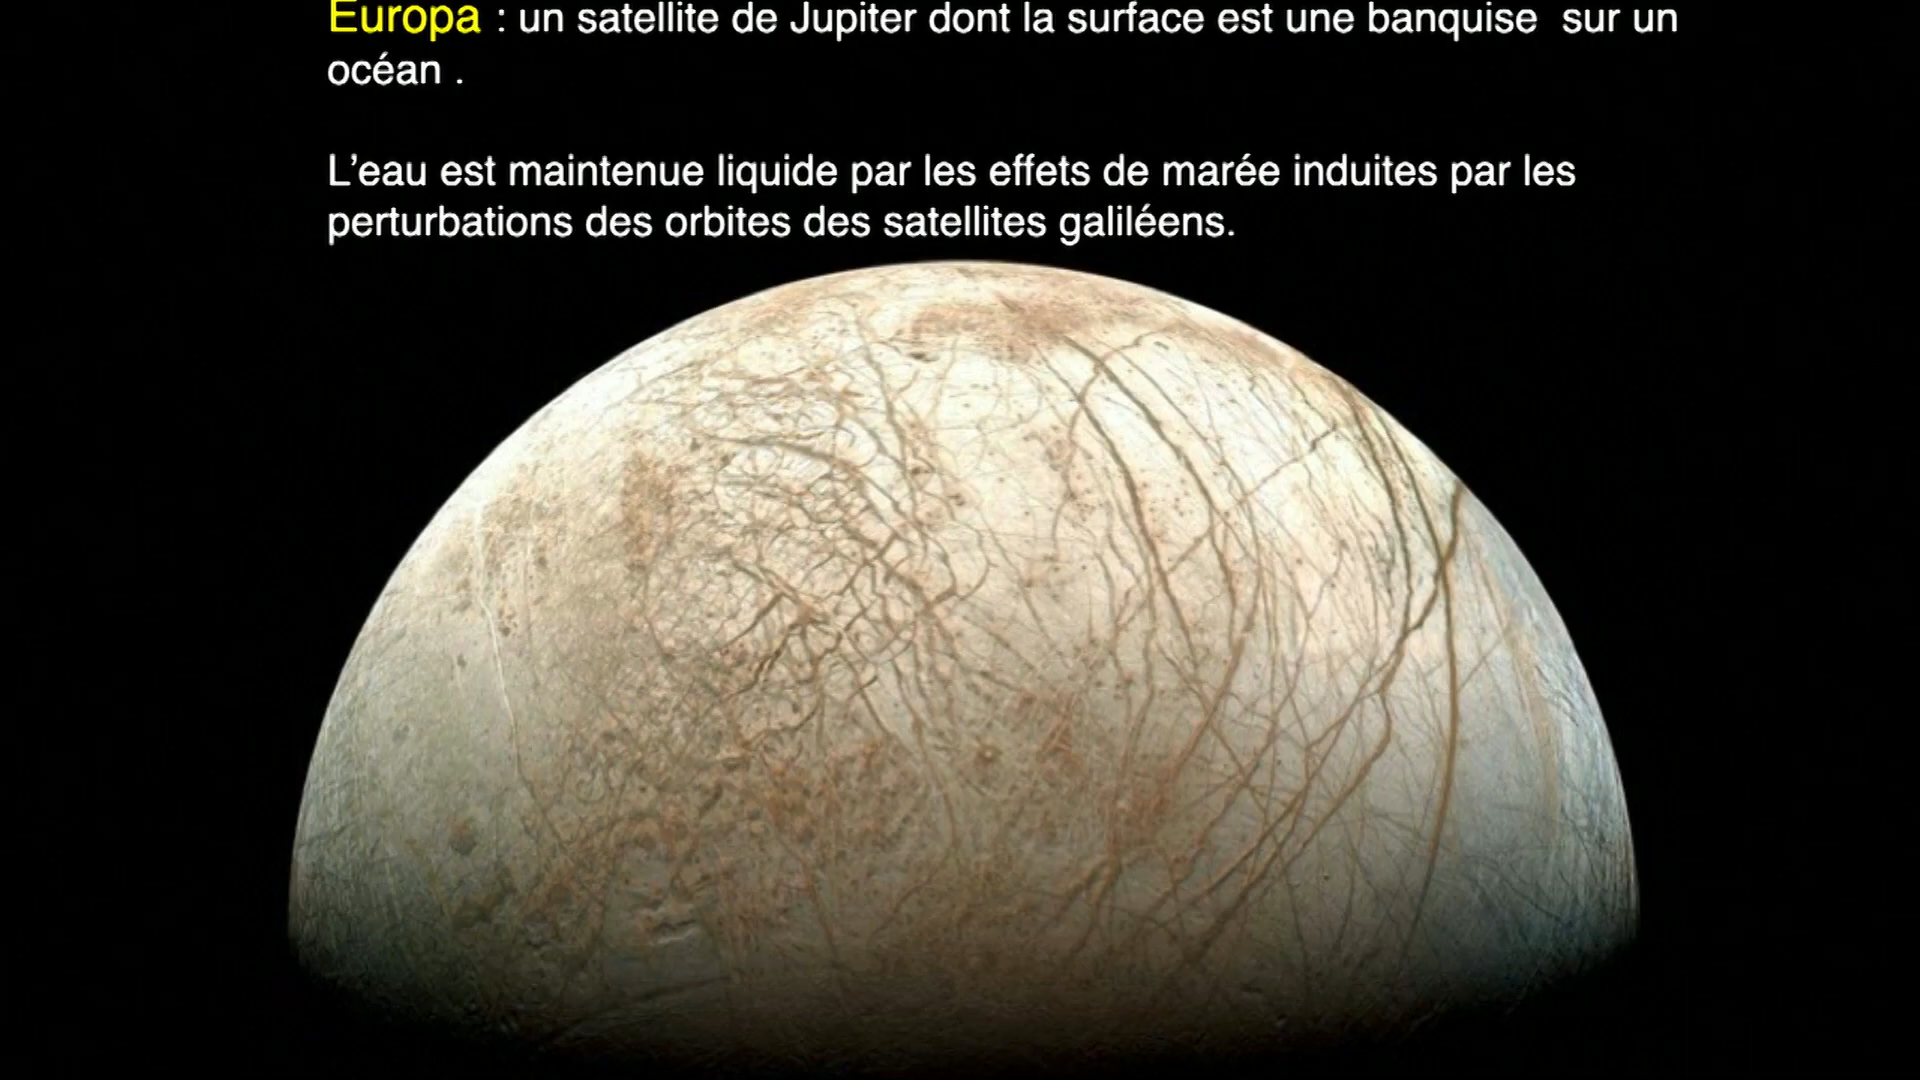 Europa : un satellite de Jupiter dont la surface est une banquise sur un
océan .
L'eau est maintenue liquide par les effets de marée induites par les
perturbations des orbites des satellites galiléens.